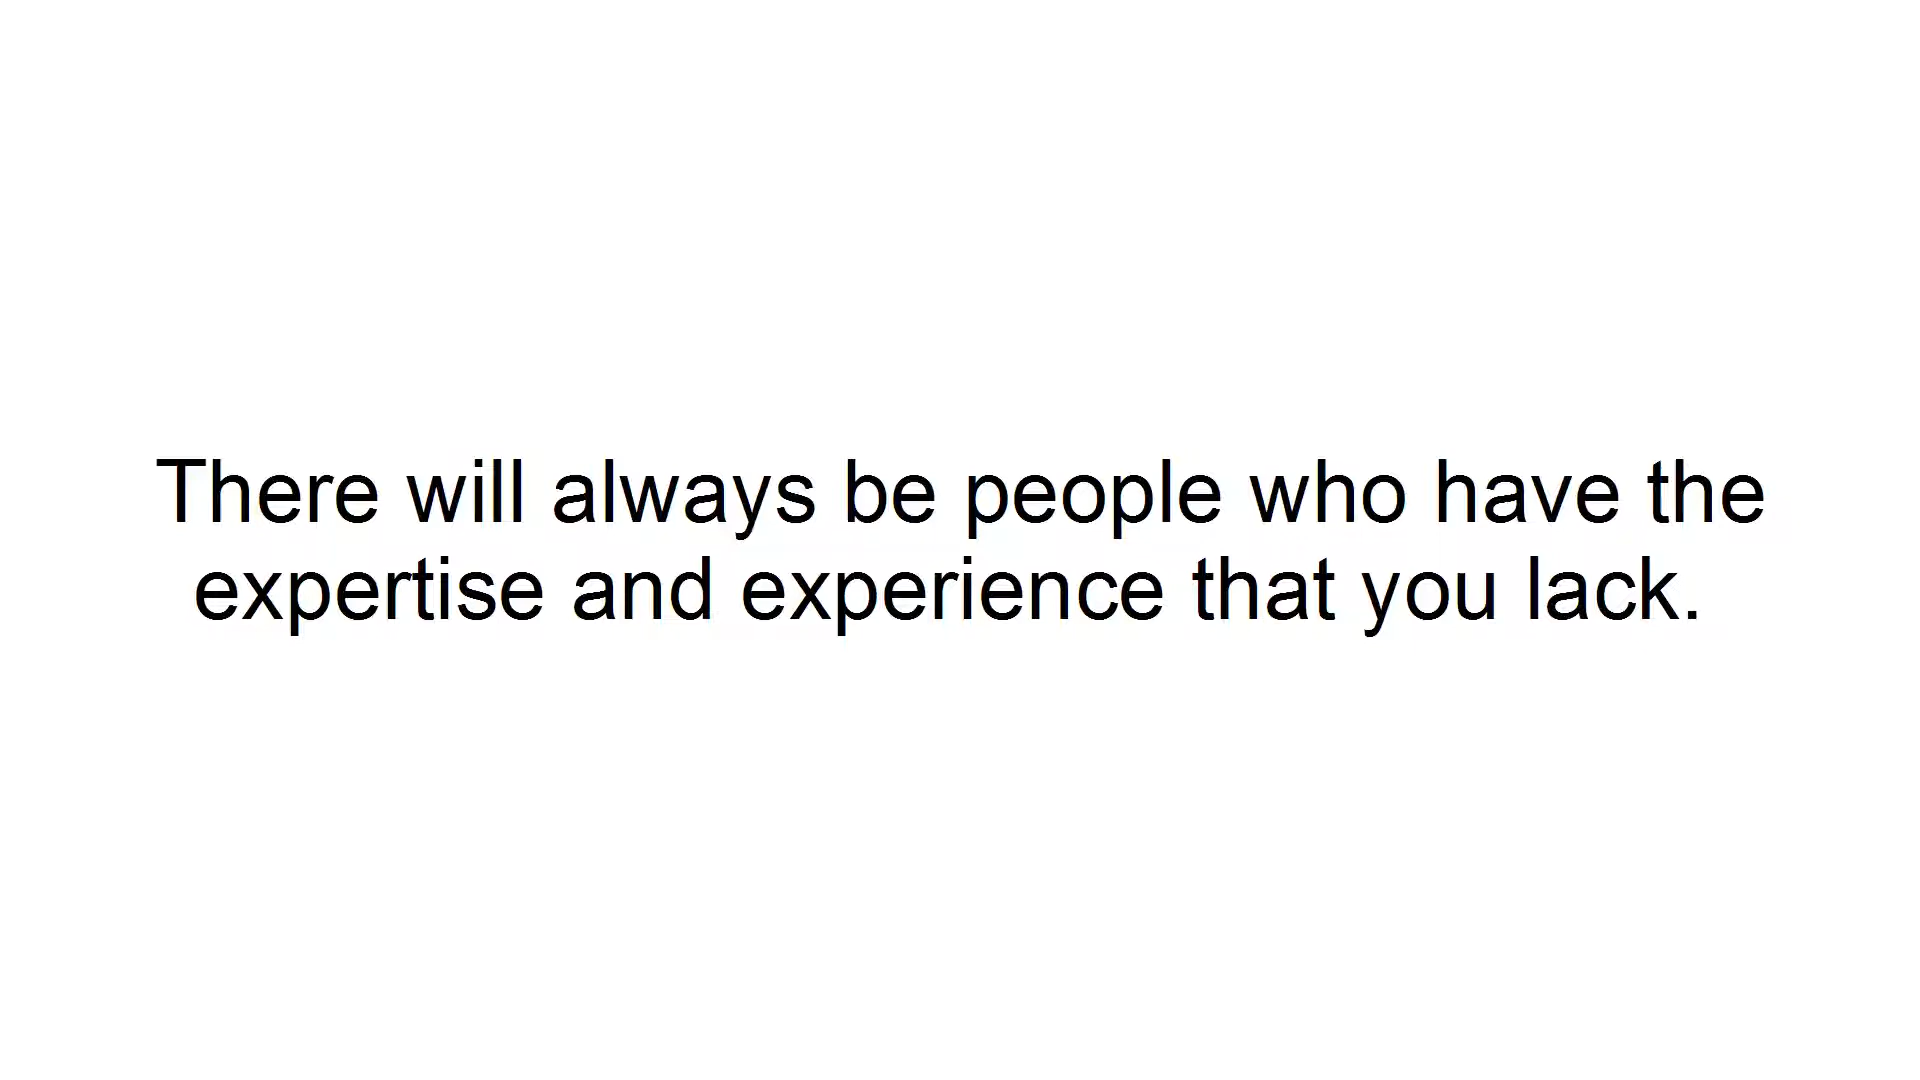 There will always be people who have the
expertise and experience that you lack.